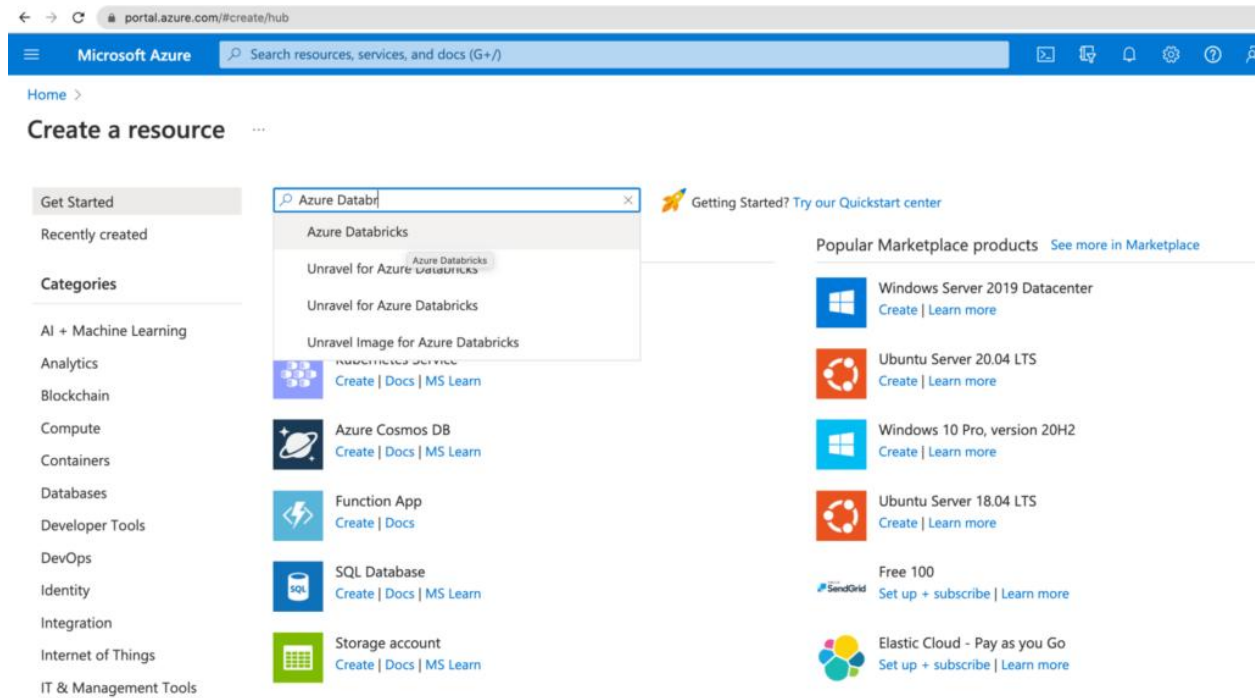 portal.azure.com/#create/hub
Microsoft Azure
Search resources, services, and docs (G+/)
Home >
Create a resource ...
Get Started
Recently created
Categories
AI + Machine Learning
Analytics
Blockchain
Compute
Containers
Databases
Developer Tools
DevOps
Identity
Integration
Internet of Things
IT & Management Tools
Azure Databr
Azure Databricks
Azure Databricks
Unravel for Azure Databricks
Unravel for Azure Databricks
Unravel Image for Azure Databricks
Kubernetes Service
Create | Docs | MS Learn
Azure Cosmos DB
Create | Docs | MS Learn
Function App
Create | Docs
SQL Database
Create | Docs | MS Learn
SQL
Storage account
Create | Docs | MS Learn
Getting Started? Try our Quickstart center
Popular Marketplace products See more in Marketplace
Windows Server 2019 Datacenter
Create | Learn more
Ubuntu Server 20.04 LTS
Create | Learn more
Windows 10 Pro, version 20H2
Create | Learn more
Ubuntu Server 18.04 LTS
Create | Learn more
SendGrid
Free 100
Set up + subscribe | Learn more
Elastic Cloud - Pay as you Go
Set up + subscribe | Learn more